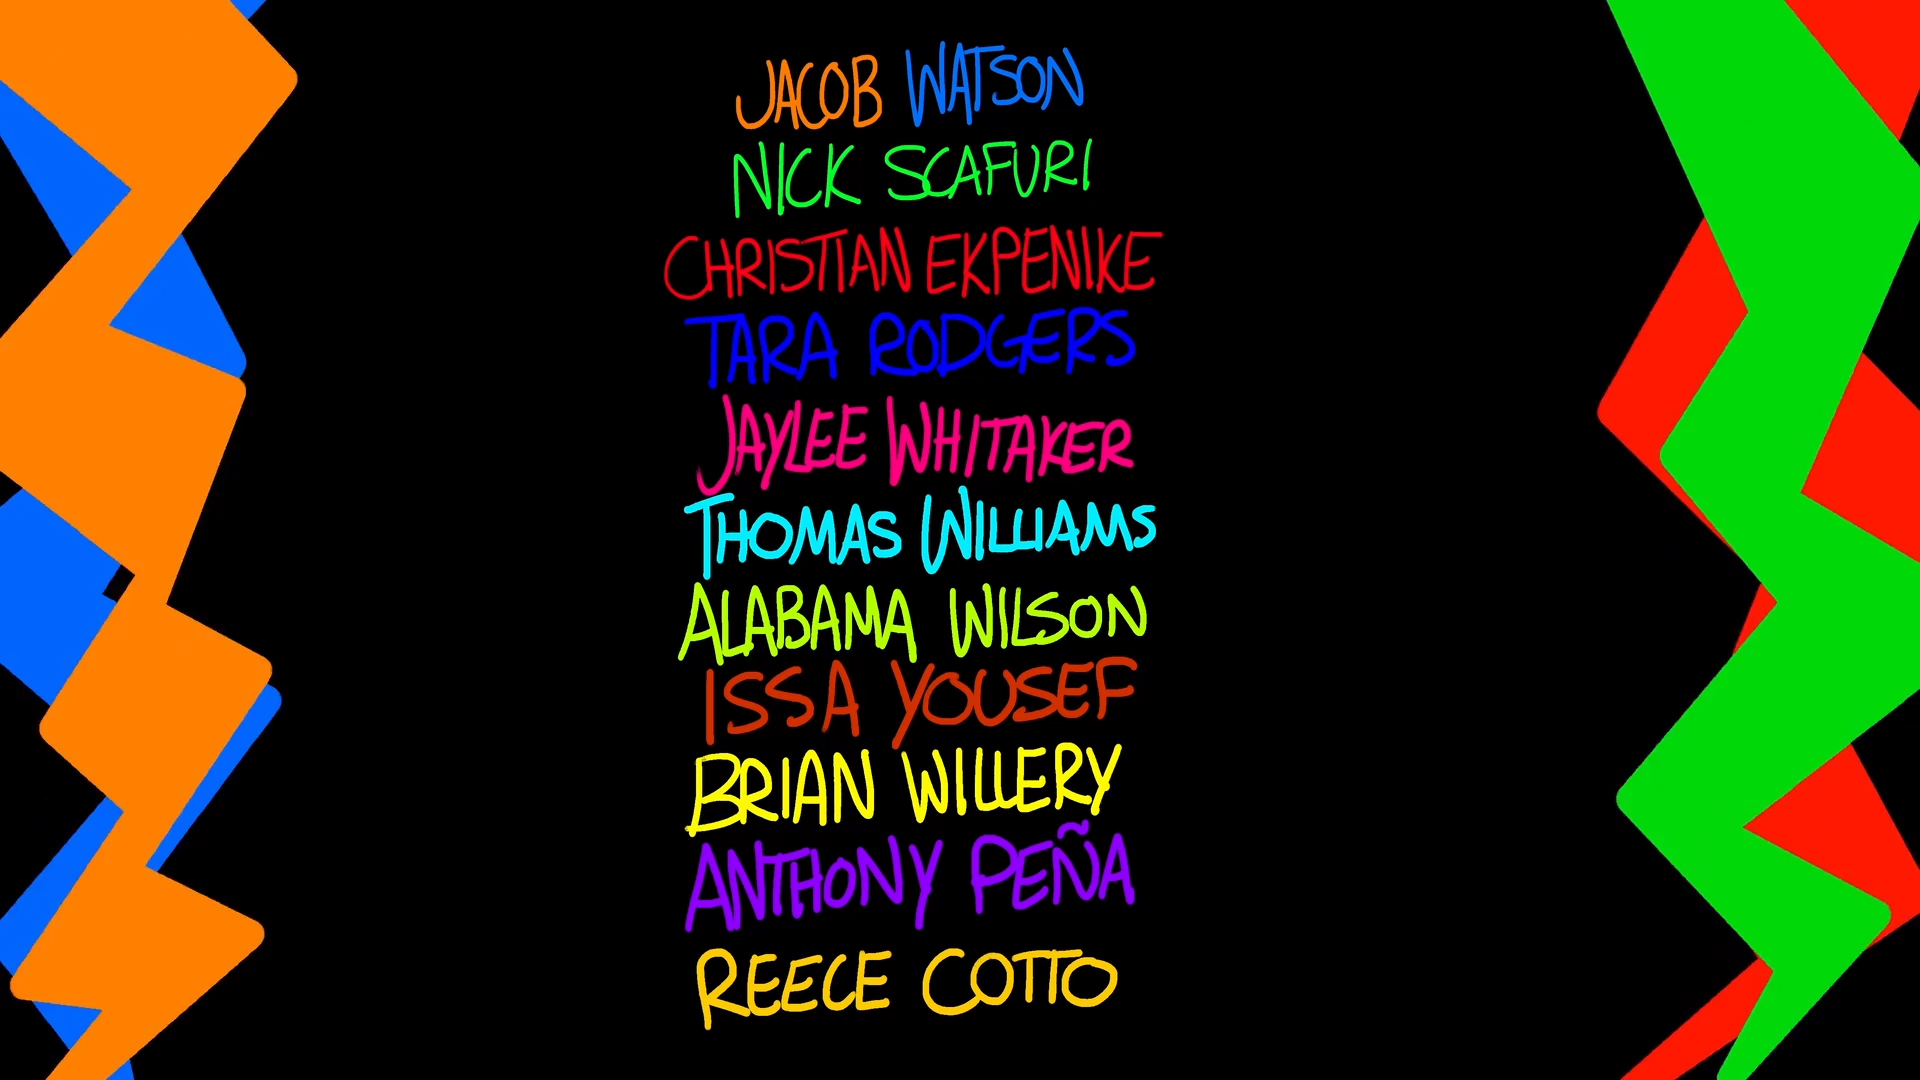 JACOB WATSON
NICK SCAFURI
CHRISTIAN EKPENIKE
TARA RODGERS
JAYLEE WHITAKER
THOMAS WILLIAMS
ALABAMA WILSON
ISSA YOUSEF
BRIAN WILLERY
ANTHONY PEÑA
REECE COTTO